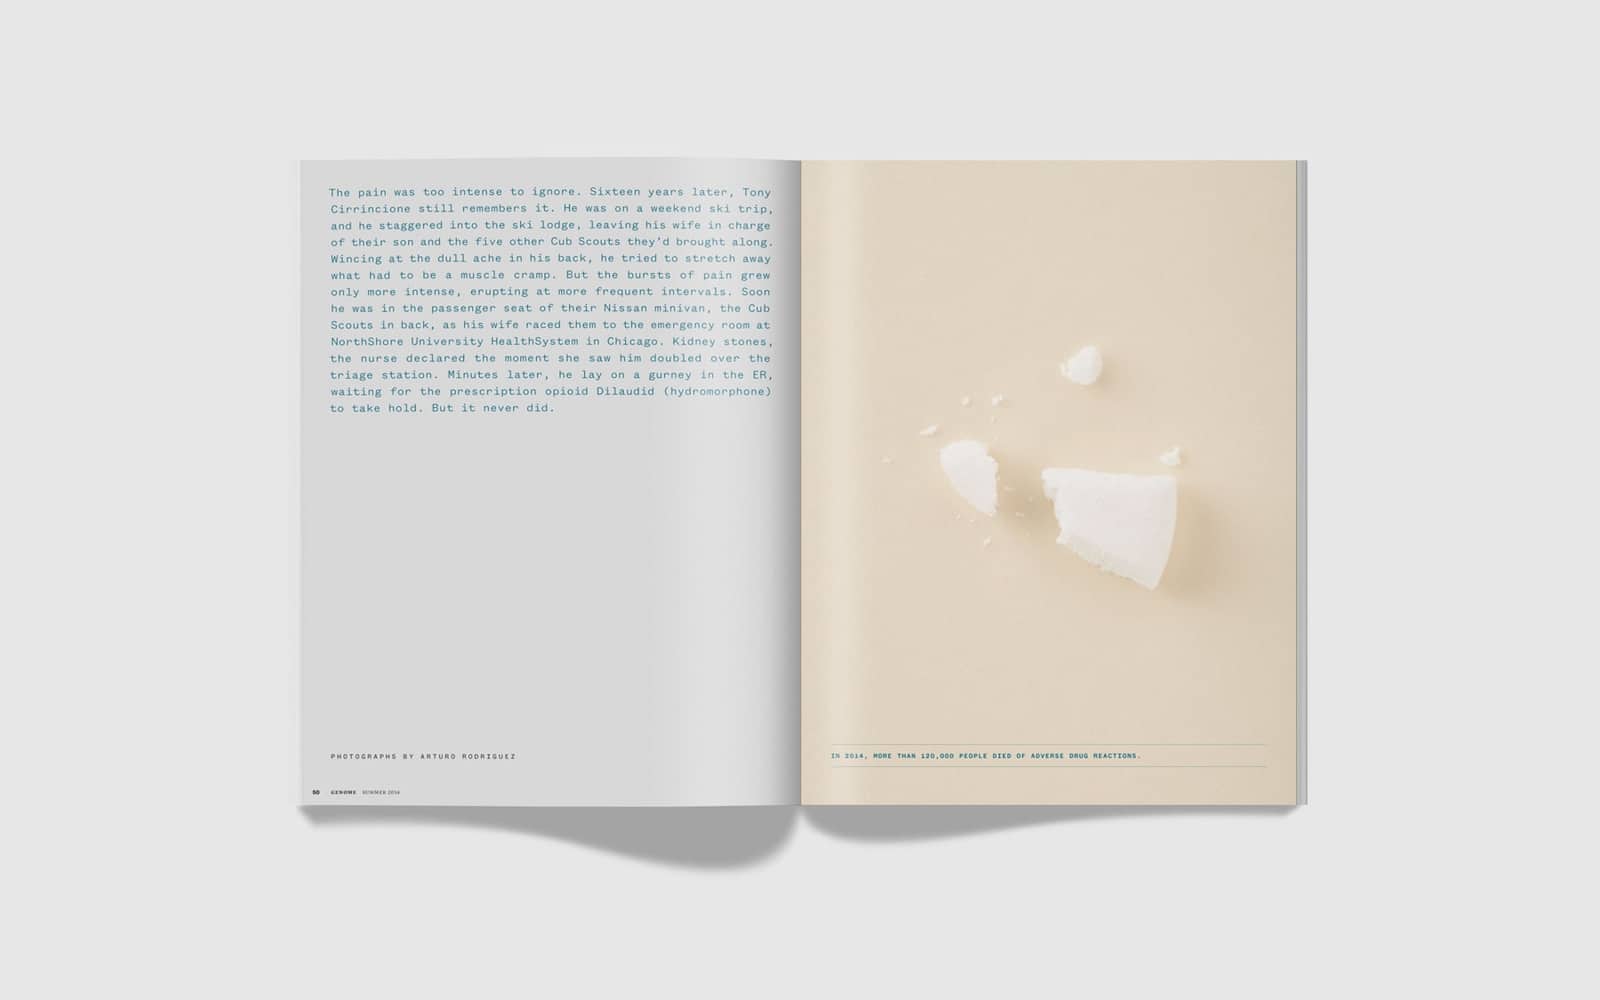 The pain was too intense to ignore. Sixteen years later, Tony
Cirrincione still remembers it. He was on a weekend ski trip,
and he staggered into the ski lodge, leaving his wife in charge
of their son and the five other Cub Scouts they'd brought along.
Wincing at the dull ache in his back, he tried to stretch away
what had to be a muscle cramp. But the bursts of pain grew
only more intense, erupting at more frequent intervals. Soon
he was in the passenger seat of their Nissan minivan, the Cub
Scouts in back, as his wife raced them to the emergency room at
NorthShore University HealthSystem in Chicago. Kidney stones,
the nurse declared the moment she saw him doubled over the
triage station. Minutes later, he lay on a gurney in the ER,
waiting for the prescription opioid Dilaudid (hydromorphone)
to take hold. But it never did.
PHOTOGRAPHS BY ARTURO RODRIGUEZ
50 GENOME SUMMER 2016
IN 2014, MORE THAN 120,000 PEOPLE DIED OF ADVERSE DRUG REACTIONS.